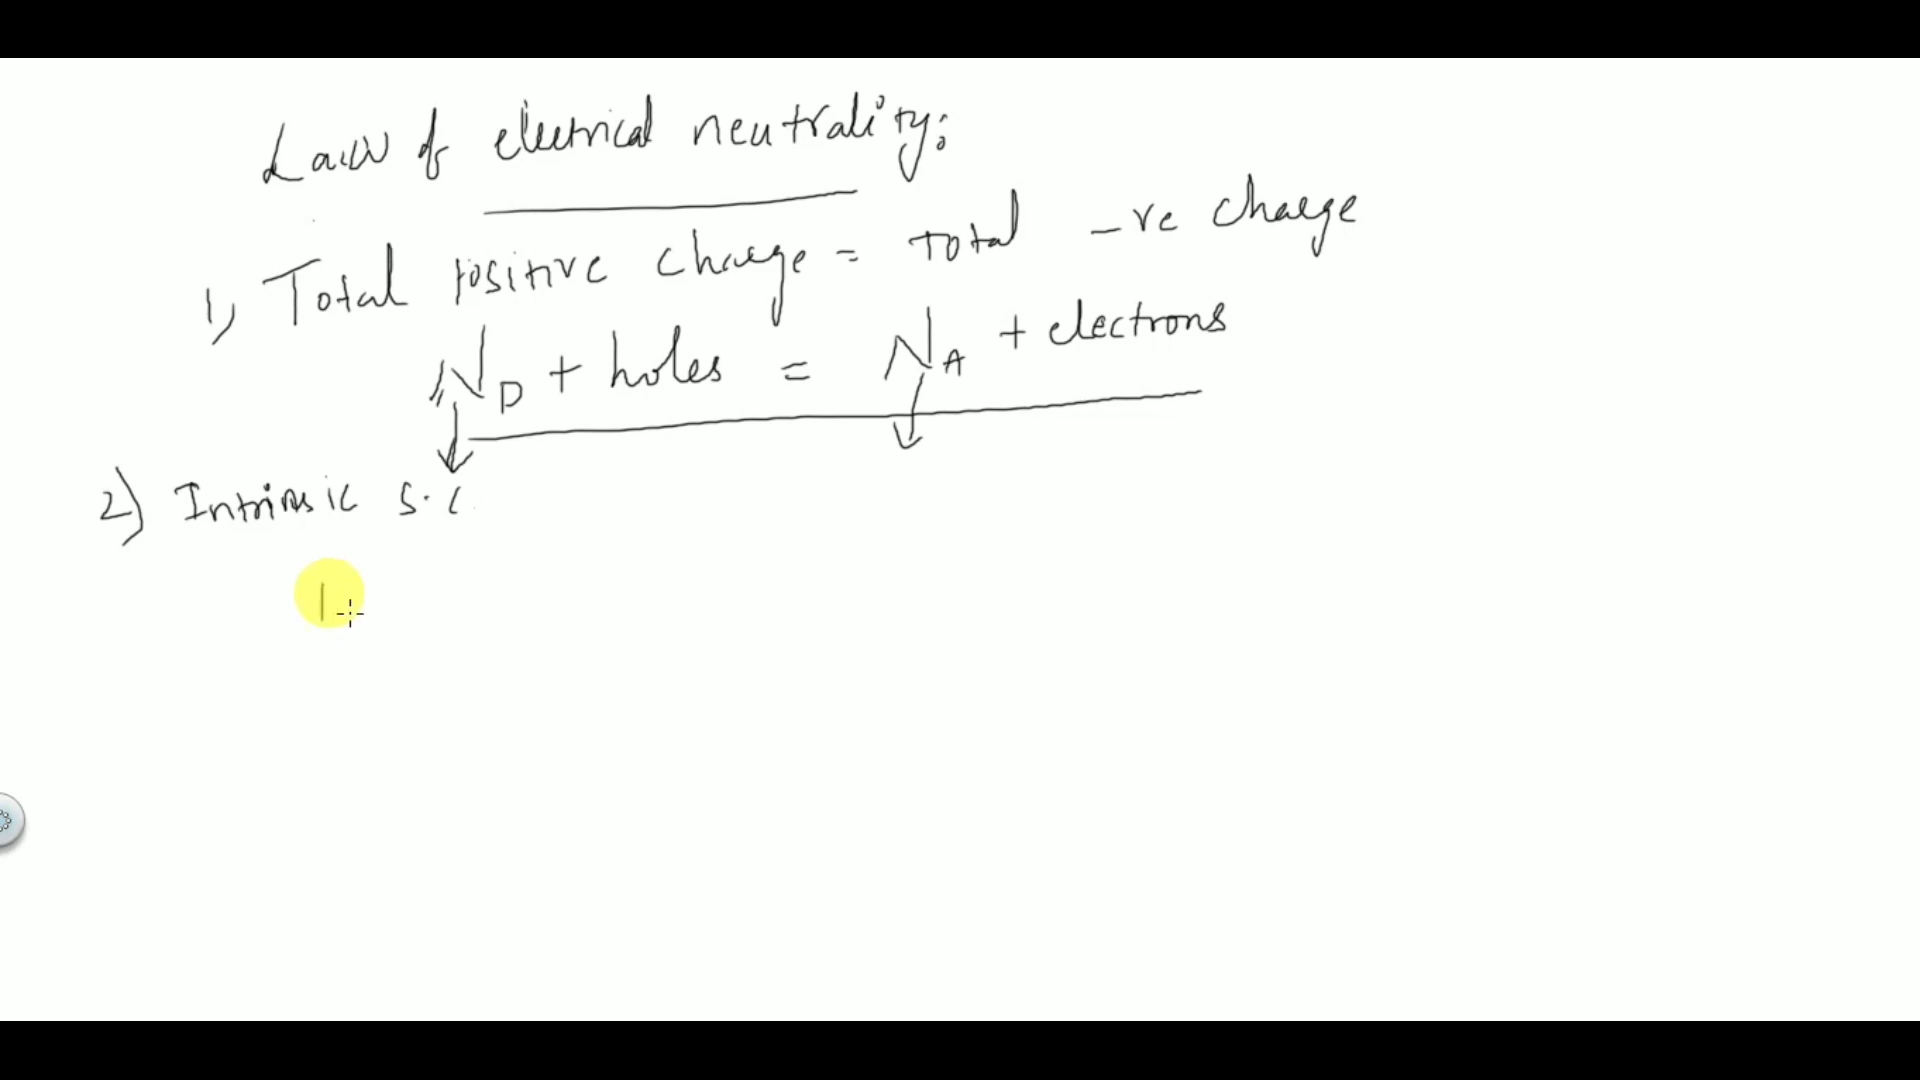 Law of electrical neutrality:
1) Total positive charge = Total -ve charge
N_D + holes = N_A + electrons
2) Intrinsic S.C